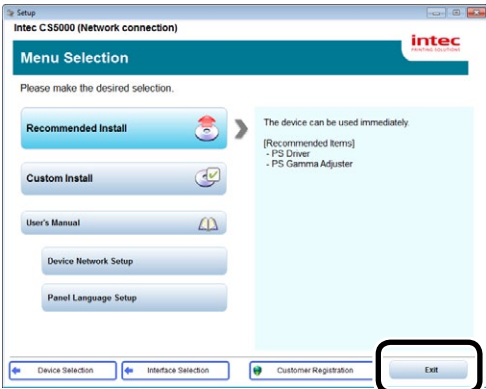 Setup
Intec CS5000 (Network connection)
intec
PRINTING SOLUTIONS
Menu Selection
Please make the desired selection.
Recommended Install
The device can be used immediately.
[Recommended Items]
- PS Driver
- PS Gamma Adjuster
Custom Install
User's Manual
Device Network Setup
Panel Language Setup
Device Selection
Interface Selection
Customer Registration
Exit